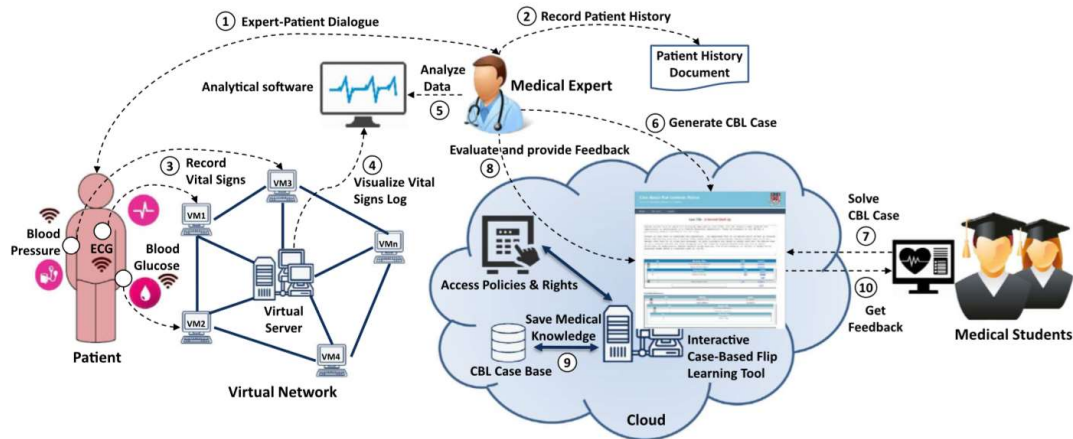 1 Expert-Patient Dialogue
2 Record Patient History
Patient History
Document
Analytical software
Analyze
Data
5
Medical Expert
6 Generate CBL Case
Evaluate and provide Feedback
8
3 Record
Vital Signs
4
Visualize Vital
Signs Log
VM3
VM1
VMn
Blood
Pressure
ECG
Blood
Glucose
Virtual
Server
VM2
VM4
Patient
Virtual Network
Access Policies & Rights
Save Medical
Knowledge
9
CBL Case Base
Interactive
Case-Based Flip
Learning Tool
Cloud
Solve
CBL Case
7
10
Get
Feedback
Medical Students